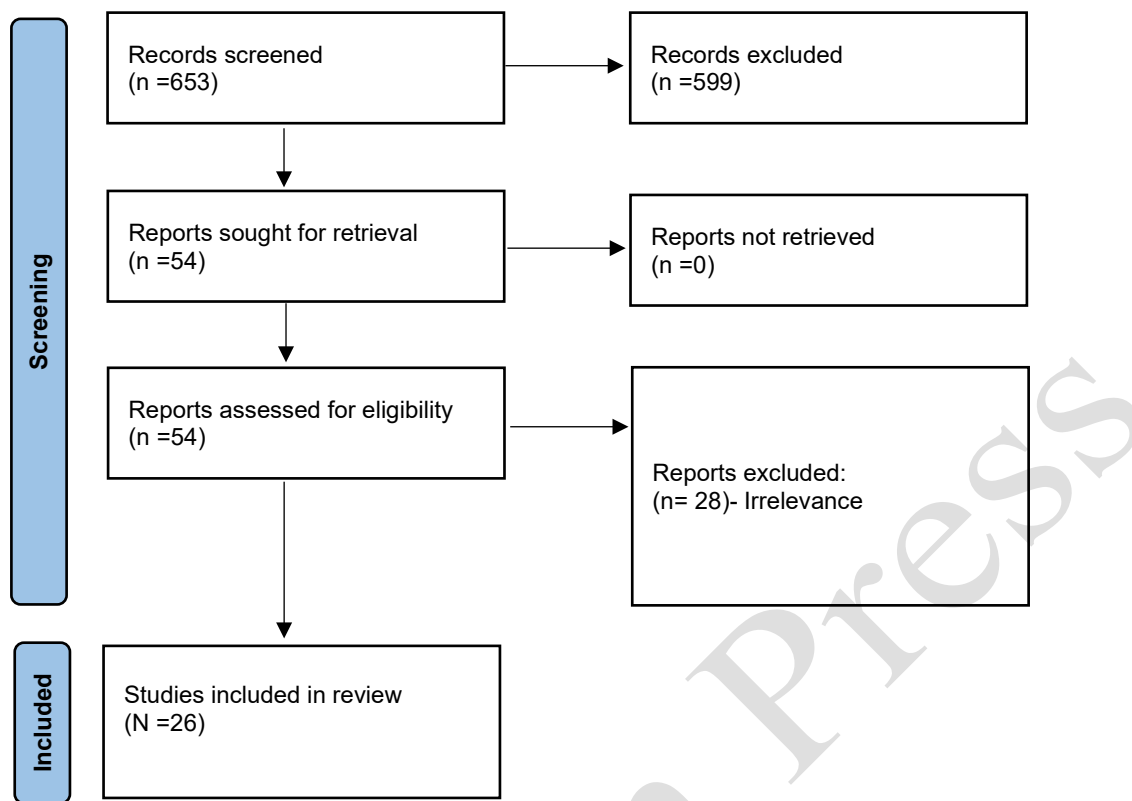 Screening
Records screened
(n =653)
Records excluded
(n =599)
Reports sought for retrieval
(n =54)
Reports not retrieved
(n =0)
Reports assessed for eligibility
(n =54)
Reports excluded:
(n= 28)- Irrelevance
Included
Studies included in review
(N =26)
Press